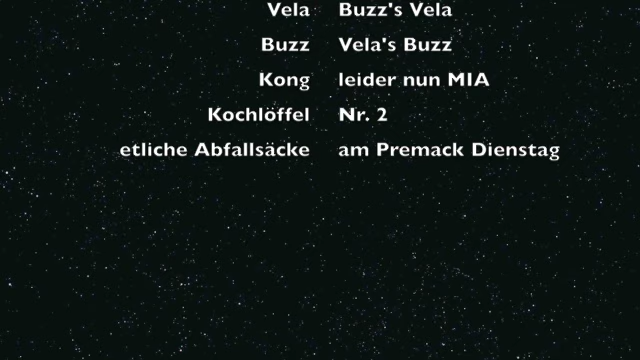 Vela Buzz's Vela
Buzz Vela's Buzz
Kong leider nun MIA
Kochlöffel Nr. 2
etliche Abfallsäcke am Premack Dienstag